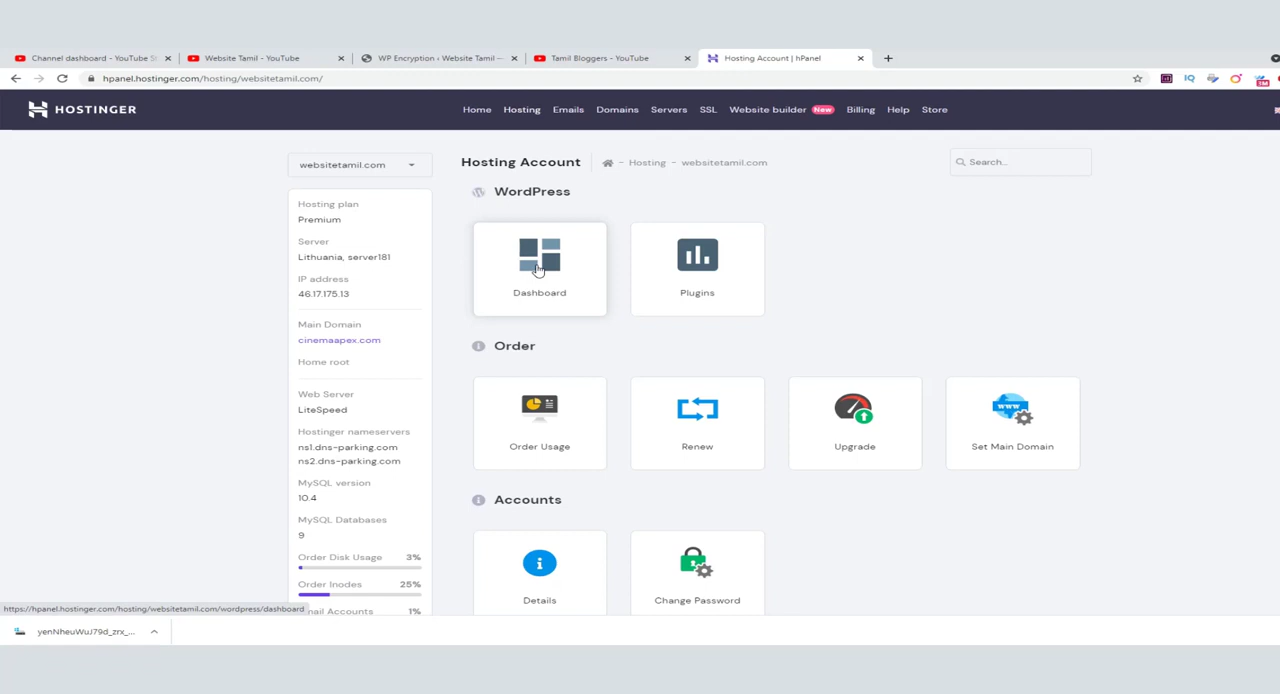 Channel dashboard - YouTube St
Website Tamil - YouTube
WP Encryption ‹ Website Tamil —
Tamil Bloggers - YouTube
Hosting Account | hPanel
hpanel.hostinger.com/hosting/websitetamil.com/
HOSTINGER
Home Hosting Emails Domains Servers SSL Website builder New Billing Help Store
websitetamil.com
Hosting Account
- Hosting - websitetamil.com
Search...
Hosting plan
Premium
Server
Lithuania, server181
IP address
46.17.175.13
Main Domain
cinemaapex.com
Home root
Web Server
LiteSpeed
Hostinger nameservers
ns1.dns-parking.com
ns2.dns-parking.com
MySQL version
10.4
MySQL Databases
9
Order Disk Usage 3%
Order Inodes 25%
mail Accounts 1%
WordPress
Dashboard
Plugins
Order
Order Usage
Renew
Upgrade
Set Main Domain
Accounts
Details
Change Password
https://hpanel.hostinger.com/hosting/websitetamil.com/wordpress/dashboard
yenNheuWuJ79d_zrx_...